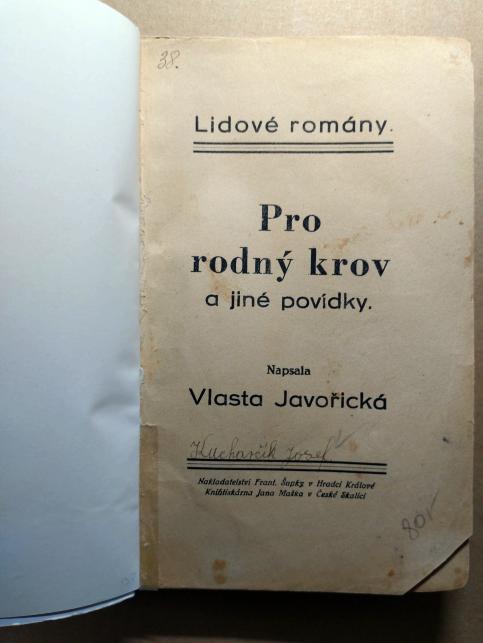 38.
Lidové romány.
Pro
rodný krov
a jiné povídky.
Napsala
Vlasta Javořická
Kucharčík Josef
Nakladatelství Frant. Šupky v Hradci Králové
Knihtiskárna Jana Maška v České Skalici